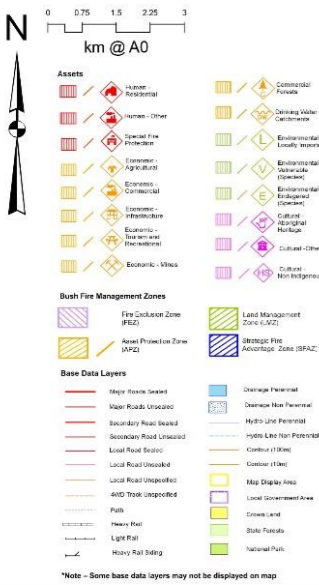 N
0 0.75 1.5 2.25 3
km @ A0
Assets
Human -
Residential
Human - Other
Special Fire
Protection
Economic -
Agricultural
Economic -
Commercial
Economic -
Infrastructure
Economic -
Tourism and
Recreational
Economic - Mines
Commercial
Forests
Drinking Water
Catchments
L
Environmental
Locally Import
V
Environmental
Vulnerable
(Species)
E
Environmental
Endangered
(Species)
Cultural -
Aboriginal
Heritage
Cultural -Othe
HS
Cultural -
Non Indigenou
Bush Fire Management Zones
Fire Exclusion Zone
(FEZ)
Asset Protection Zone
(APZ)
Land Management
Zone (LMZ)
Strategic Fire
Advantage Zone (SFAZ)
Base Data Layers
Major Roads Sealed
Major Roads Unsealed
Secondary Road Sealed
Secondary Road Unsealed
Local Road Sealed
Local Road Unsealed
Local Road Unspecified
4WD Track Unspecified
Path
Heavy Rail
Light Rail
Heavy Rail Siding
Drainage Perennial
Drainage Non Perennial
Hydro-Line Perennial
Hydro-Line Non Perennial
Contour (100m)
Contour (10m)
Map Display Area
Local Government Area
Crown Land
State Forests
National Park
*Note – Some base data layers may not be displayed on map